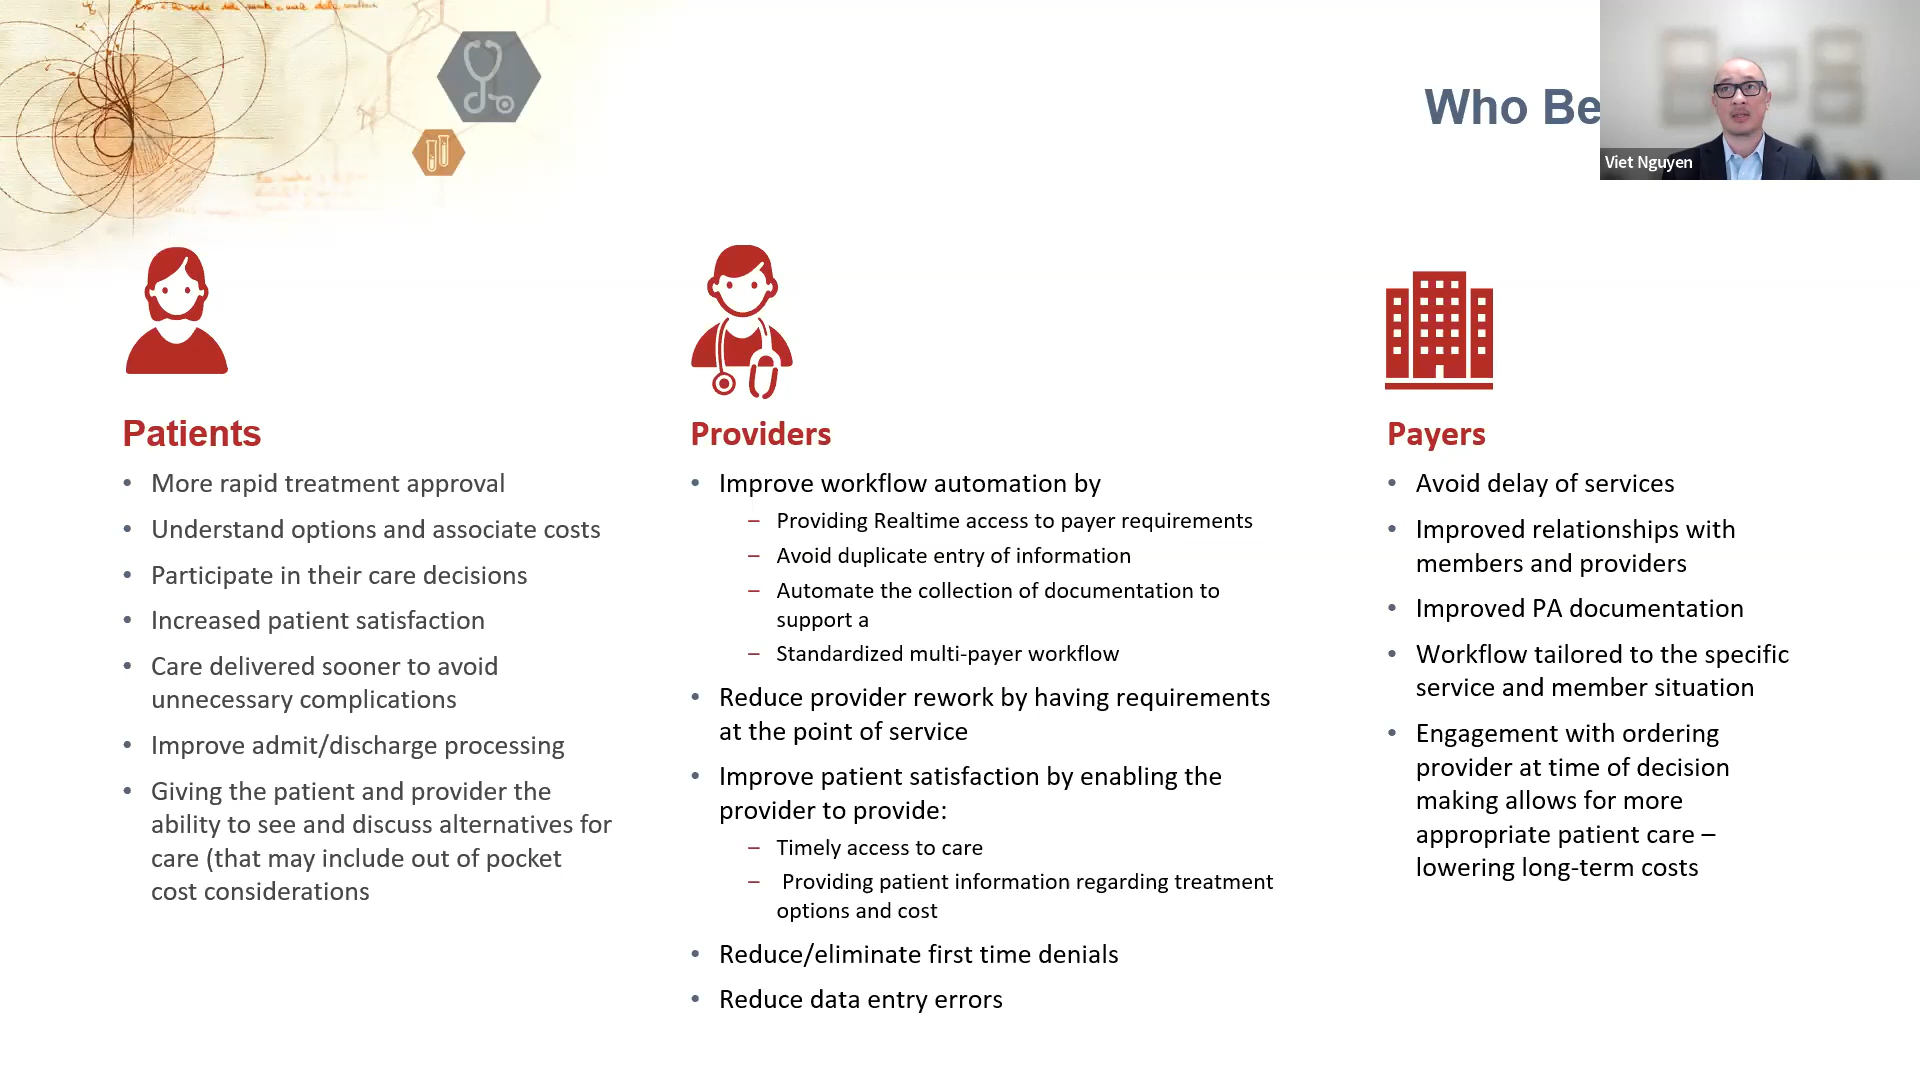 Who Be
Viet Nguyen
Patients
• More rapid treatment approval
• Understand options and associate costs
• Participate in their care decisions
• Increased patient satisfaction
• Care delivered sooner to avoid
unnecessary complications
• Improve admit/discharge processing
• Giving the patient and provider the
ability to see and discuss alternatives for
care (that may include out of pocket
cost considerations
Providers
• Improve workflow automation by
– Providing Realtime access to payer requirements
– Avoid duplicate entry of information
– Automate the collection of documentation to
support a
– Standardized multi-payer workflow
• Reduce provider rework by having requirements
at the point of service
• Improve patient satisfaction by enabling the
provider to provide:
– Timely access to care
– Providing patient information regarding treatment
options and cost
• Reduce/eliminate first time denials
• Reduce data entry errors
Payers
• Avoid delay of services
• Improved relationships with
members and providers
• Improved PA documentation
• Workflow tailored to the specific
service and member situation
• Engagement with ordering
provider at time of decision
making allows for more
appropriate patient care –
lowering long-term costs